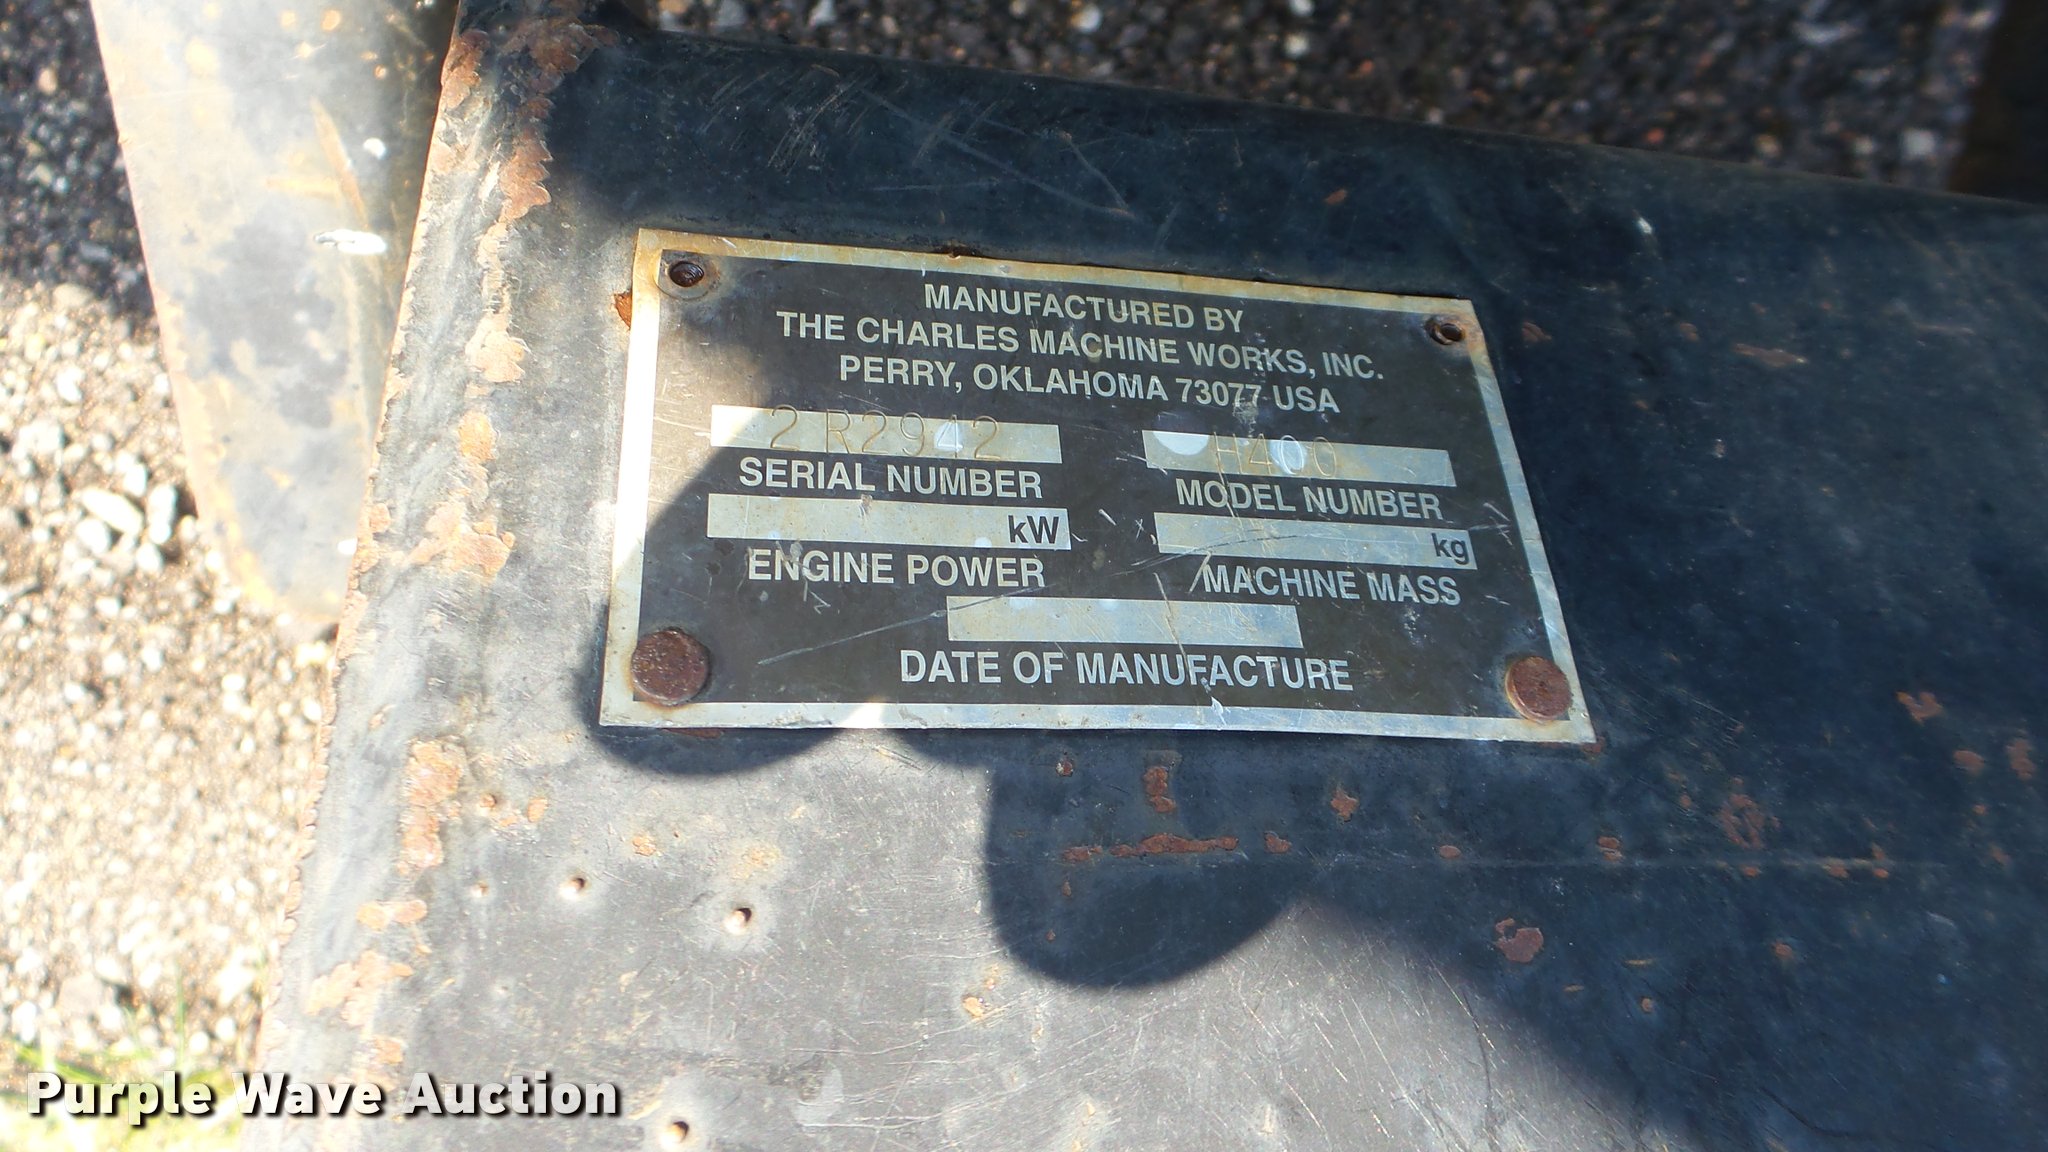 MANUFACTURED BY
THE CHARLES MACHINE WORKS, INC.
PERRY, OKLAHOMA 73077 USA
2R2942 H400
SERIAL NUMBER MODEL NUMBER
kW kg
ENGINE POWER MACHINE MASS
DATE OF MANUFACTURE
Purple Wave Auction